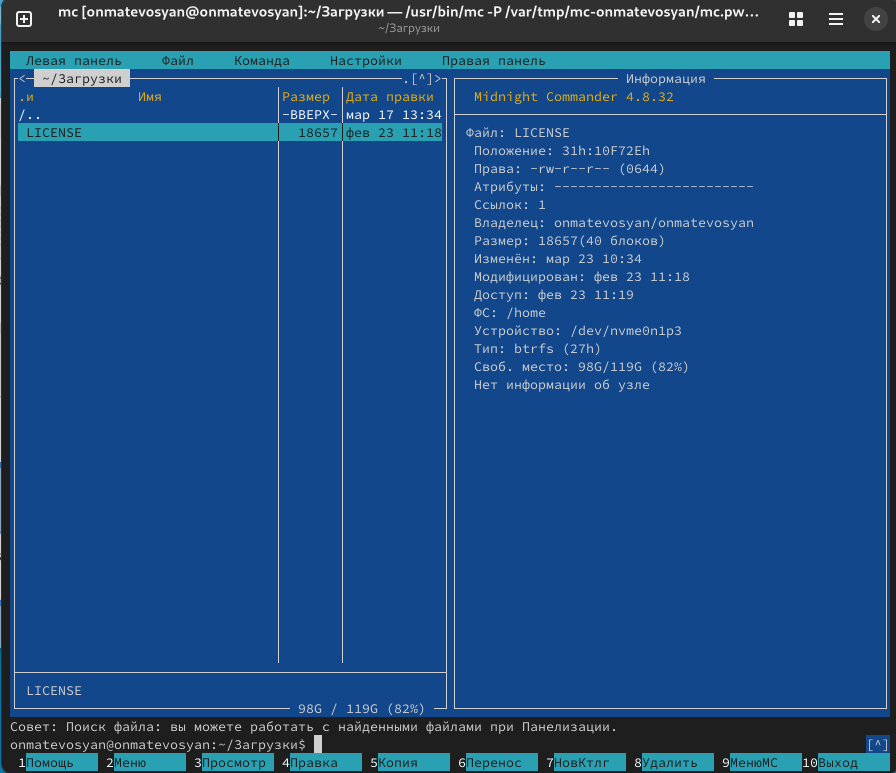 mc [onmatevosyan@onmatevosyan]:~/Загрузки — /usr/bin/mc -P /var/tmp/mc-onmatevosyan/mc.pw…
~/Загрузки
Левая панель Файл Команда Настройки Правая панель
<— ~/Загрузки .[^]>
.и Имя Размер Дата правки
/.. -ВВЕРХ- мар 17 13:34
LICENSE 18657 фев 23 11:18
LICENSE
98G / 119G (82%)
Информация
Midnight Commander 4.8.32
Файл: LICENSE
Положение: 31h:10F72Eh
Права: -rw-r--r-- (0644)
Атрибуты: -------------------------
Ссылок: 1
Владелец: onmatevosyan/onmatevosyan
Размер: 18657(40 блоков)
Изменён: мар 23 10:34
Модифицирован: фев 23 11:18
Доступ: фев 23 11:19
ФС: /home
Устройство: /dev/nvme0n1p3
Тип: btrfs (27h)
Своб. место: 98G/119G (82%)
Нет информации об узле
Совет: Поиск файла: вы можете работать с найденными файлами при Панелизации.
onmatevosyan@onmatevosyan:~/Загрузки$ [^]
1Помощь 2Меню 3Просмотр 4Правка 5Копия 6Перенос 7НовКтлг 8Удалить 9МенюMC 10Выход